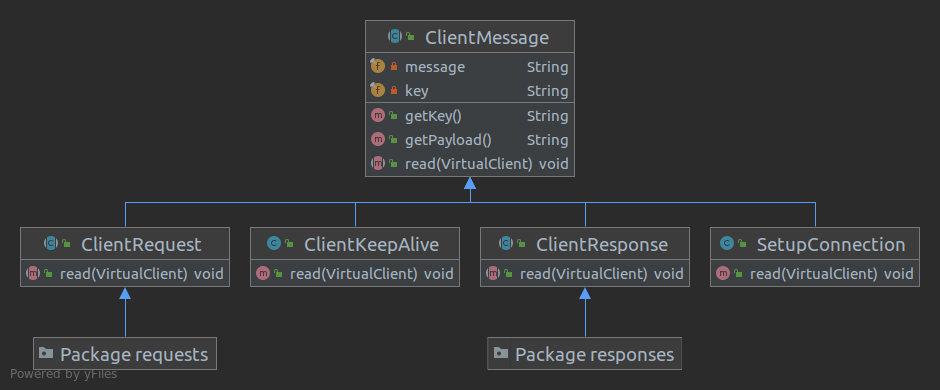 ClientMessage
message String
key String
getKey() String
getPayload() String
read(VirtualClient) void
ClientRequest
read(VirtualClient) void
ClientKeepAlive
read(VirtualClient) void
ClientResponse
read(VirtualClient) void
SetupConnection
read(VirtualClient) void
Package requests
Package responses
Powered by yFiles